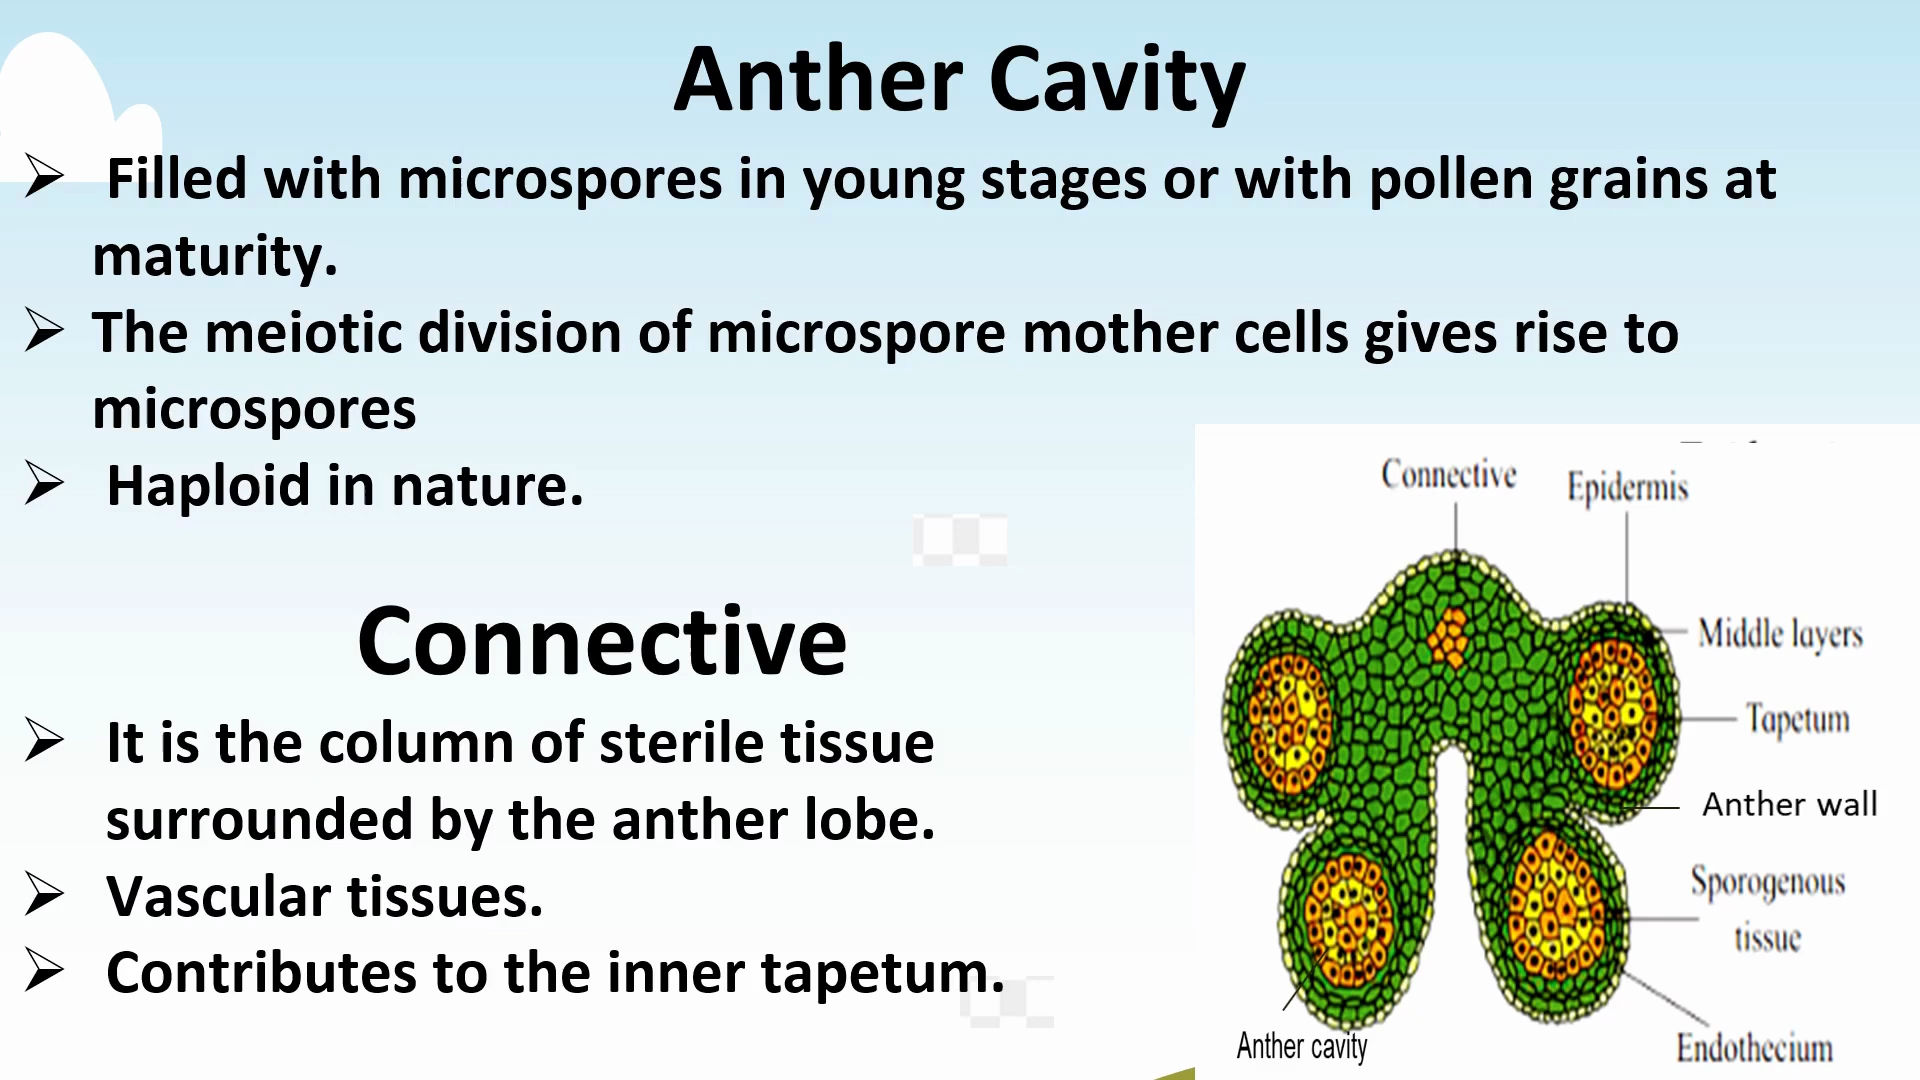 Anther Cavity
➢ Filled with microspores in young stages or with pollen grains at
maturity.
➢ The meiotic division of microspore mother cells gives rise to
microspores
➢ Haploid in nature.
Connective
➢ It is the column of sterile tissue
surrounded by the anther lobe.
➢ Vascular tissues.
➢ Contributes to the inner tapetum.
Connective
Epidermis
Middle layers
Tapetum
Anther wall
Sporogenous
tissue
Endothecium
Anther cavity